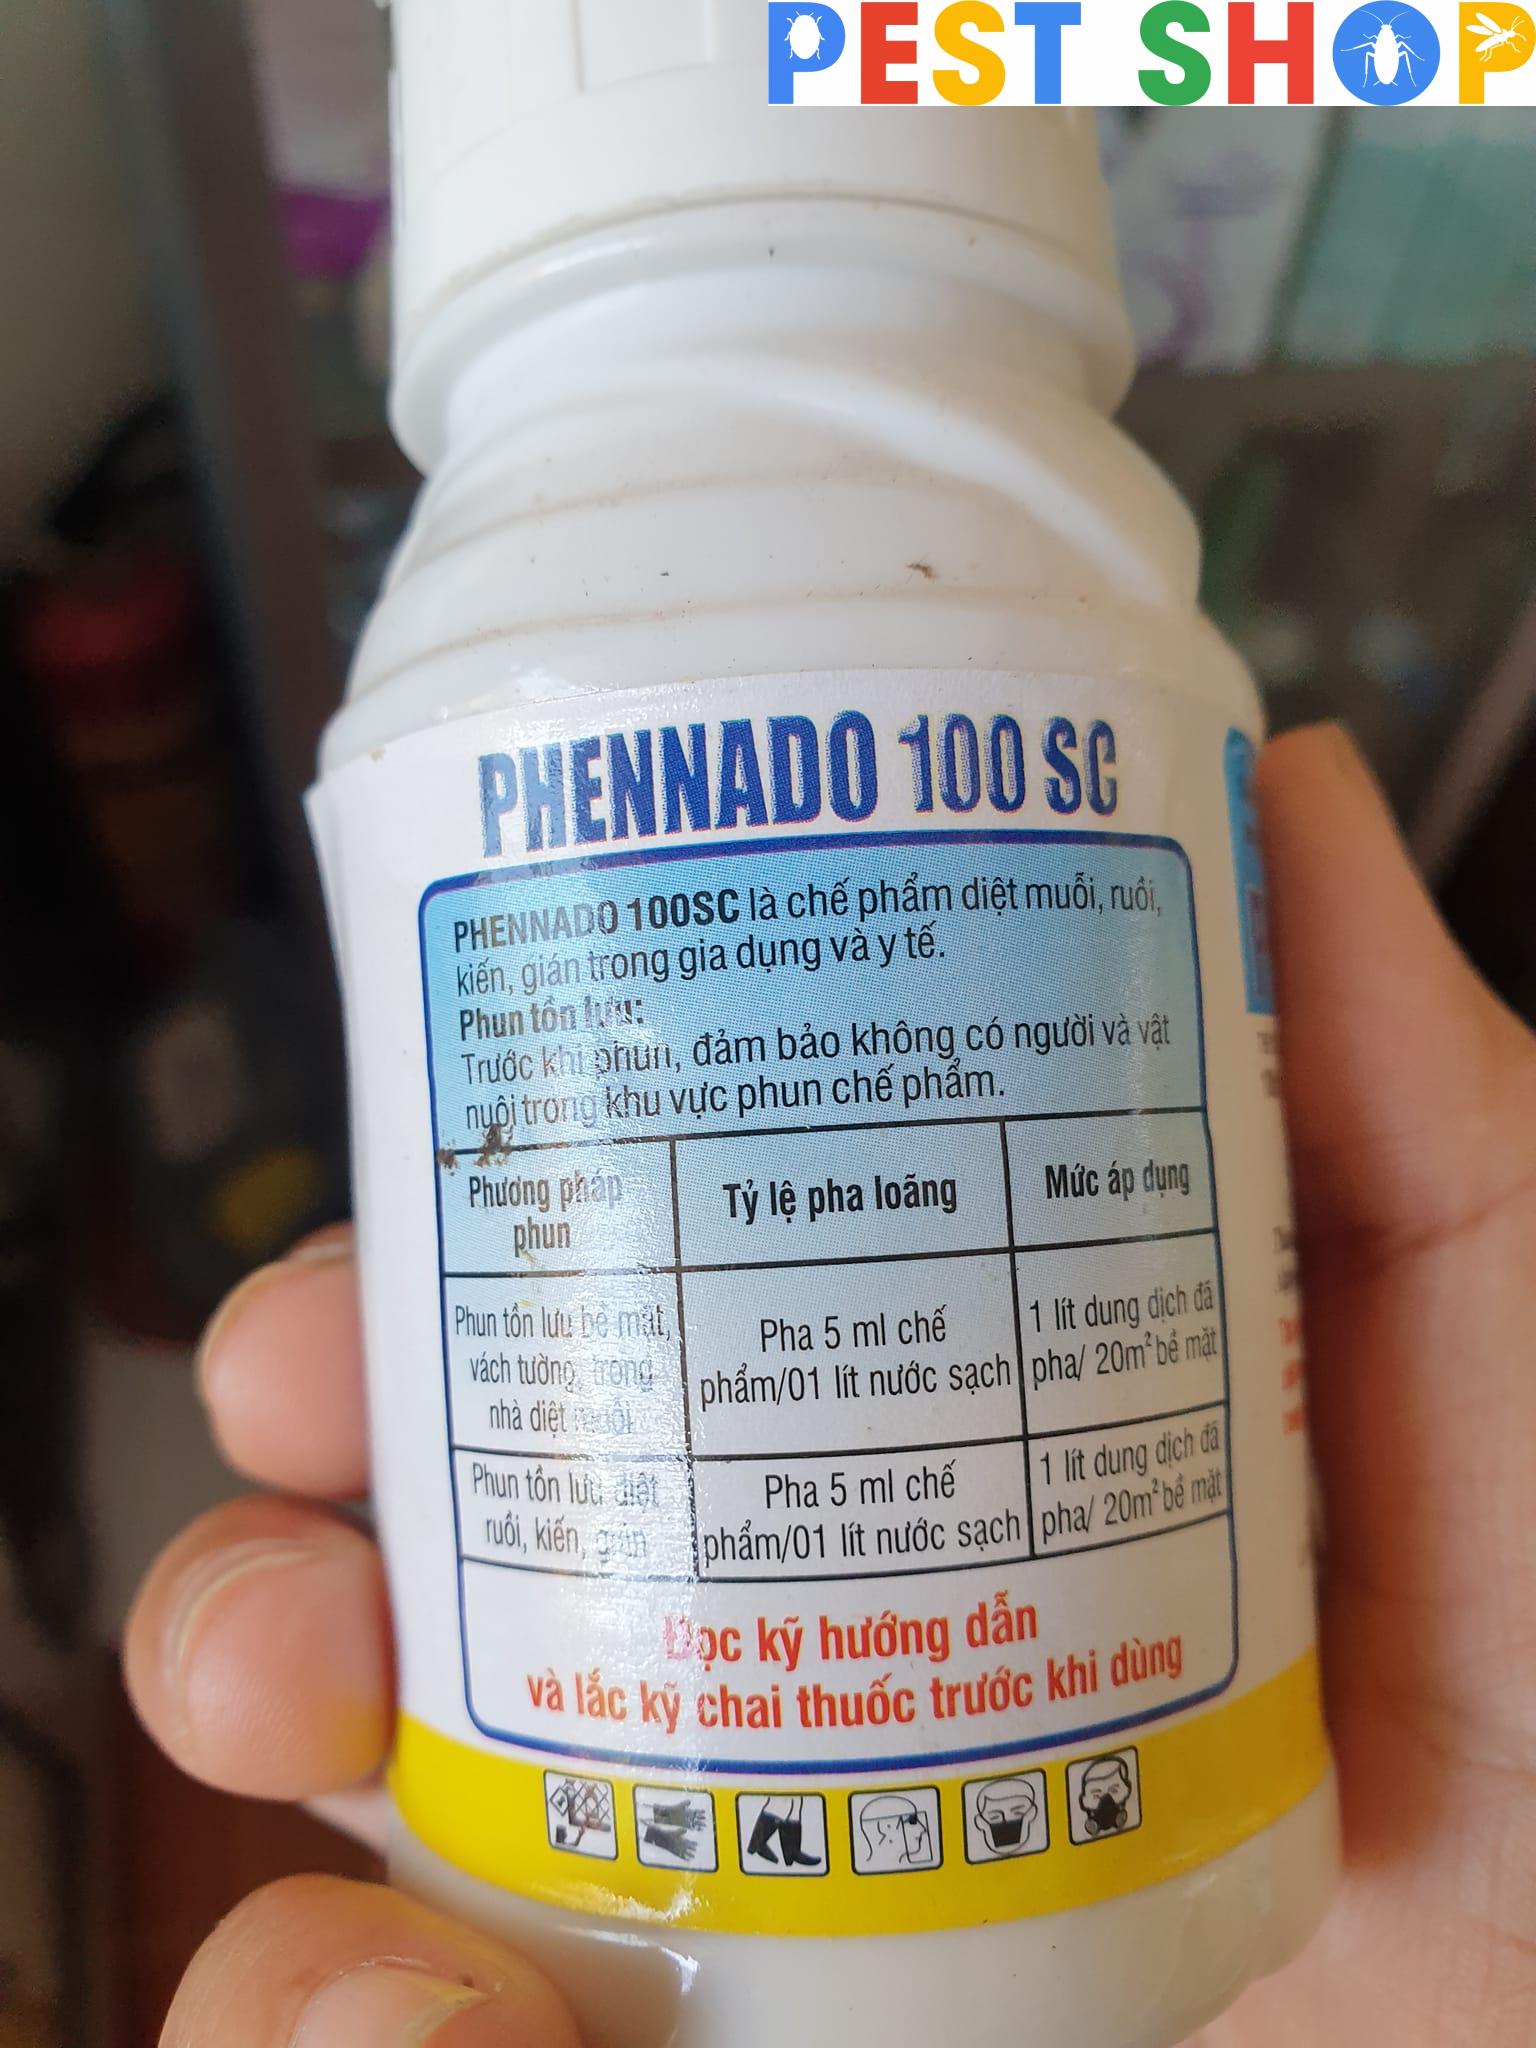 PEST SHOP
PHENNADO 100 SC
PHENNADO 100SC là chế phẩm diệt muỗi, ruồi,
kiến, gián trong gia dụng và y tế.
Phun tồn lưu:
Trước khi phun, đảm bảo không có người và vật
nuôi trong khu vực phun chế phẩm.
Phương pháp
phun
Tỷ lệ pha loãng
Mức áp dụng
Phun tồn lưu bề mặt,
vách tường, trong
nhà diệt muỗi
Pha 5 ml chế
phẩm/01 lít nước sạch
1 lít dung dịch đã
pha/ 20m² bề mặt
Phun tồn lưu diệt
ruồi, kiến, gián
Pha 5 ml chế
phẩm/01 lít nước sạch
1 lít dung dịch đã
pha/ 20m² bề mặt
Đọc kỹ hướng dẫn
và lắc kỹ chai thuốc trước khi dùng